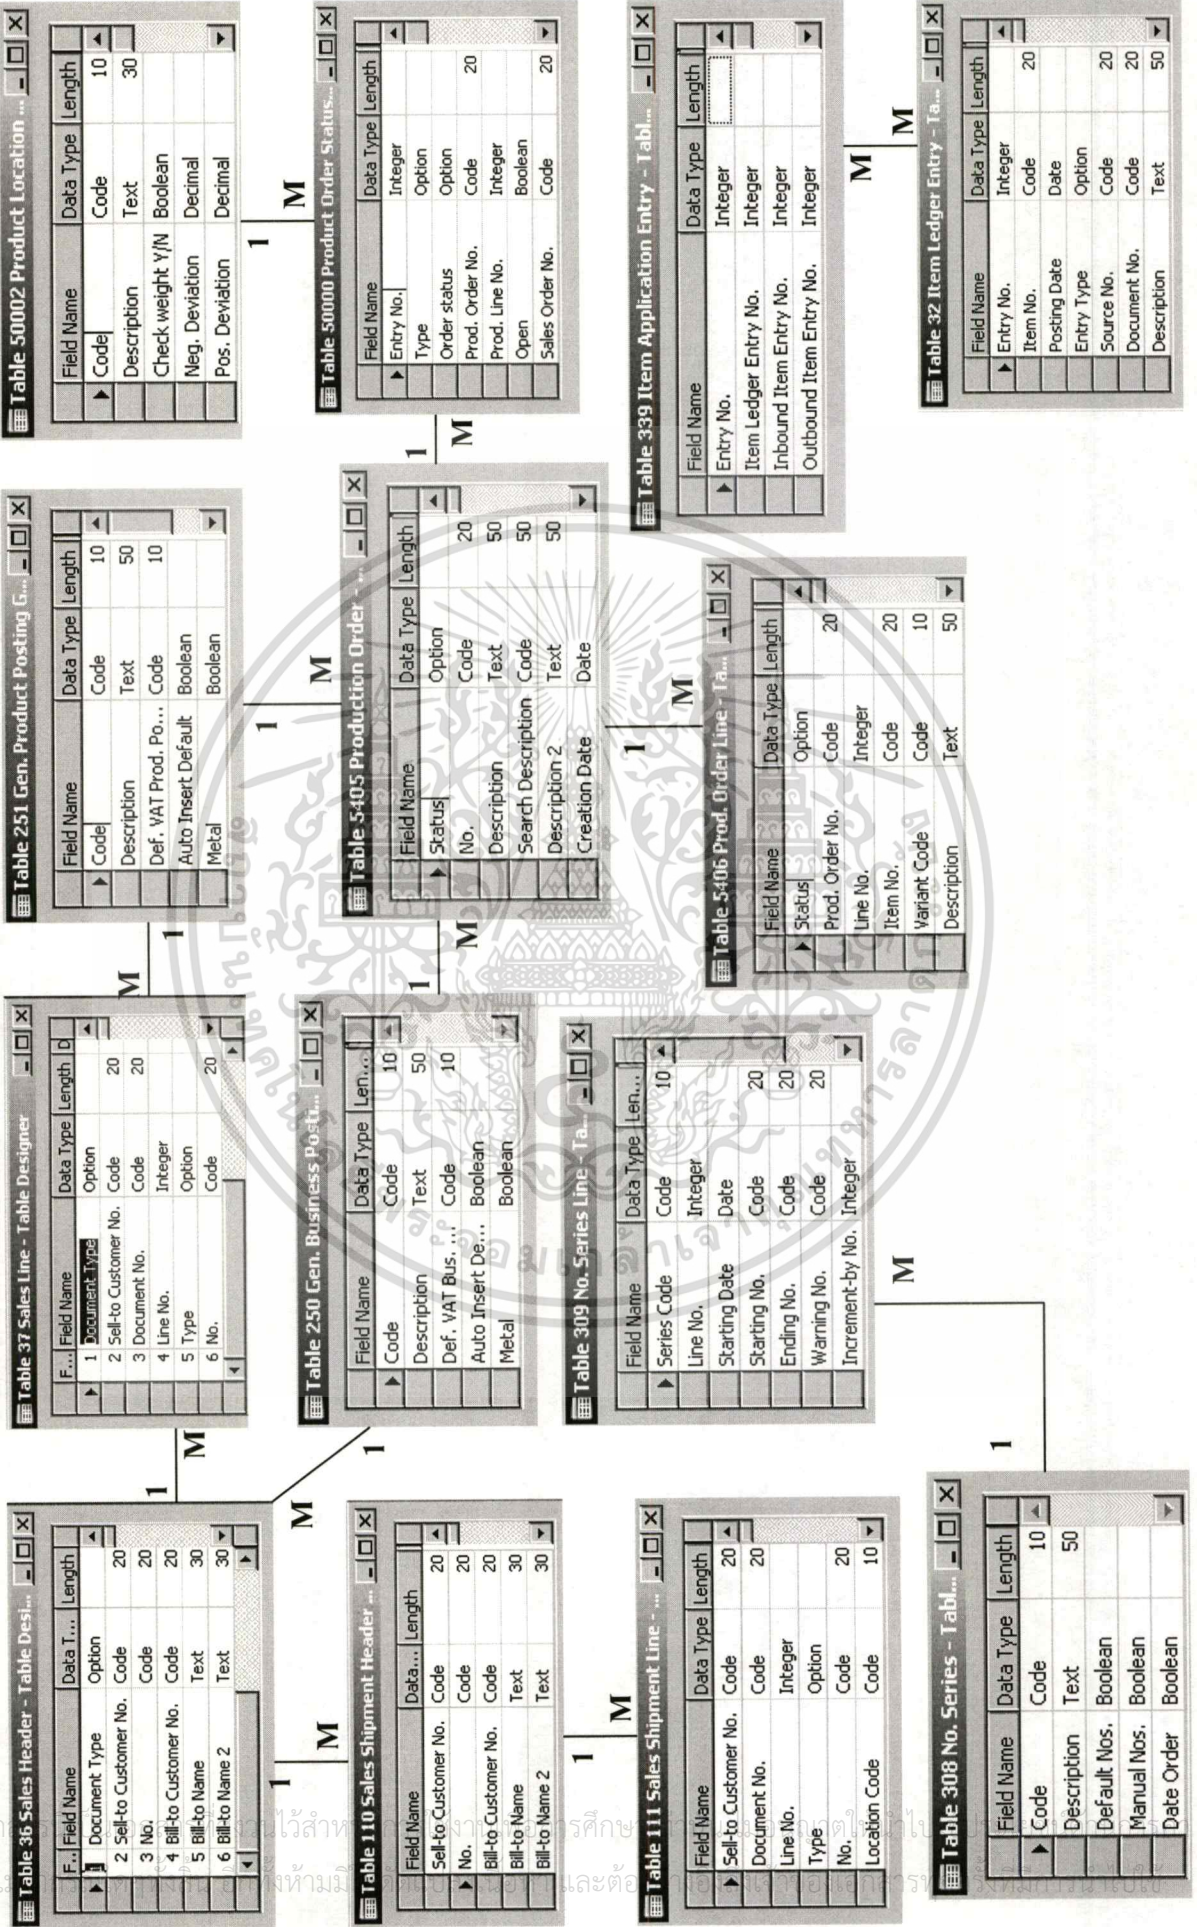 Table 36 Sales Header - Table Desi...
F... Field Name Data T... Length
1 Document Type Option
2 Sell-to Customer No. Code 20
3 No. Code 20
4 Bill-to Customer No. Code 20
5 Bill-to Name Text 30
6 Bill-to Name 2 Text 30
1
M
M
1
1
M
Table 37 Sales Line - Table Designer
F... Field Name Data Type Length D
1 Document Type Option
2 Sell-to Customer No. Code 20
3 Document No. Code 20
4 Line No. Integer
5 Type Option
6 No. Code 20
M
1
Table 251 Gen. Product Posting G...
Field Name Data Type Length
Code Code 10
Description Text 50
Def. VAT Prod. Po... Code 10
Auto Insert Default Boolean
Metal Boolean
1
M
Table 50002 Product Location ...
Field Name Data Type Length
Code Code 10
Description Text 30
Check weight Y/N Boolean
Neg. Deviation Decimal
Pos. Deviation Decimal
1
M
Table 110 Sales Shipment Header ...
Field Name Data... Length
Sell-to Customer No. Code 20
No. Code 20
Bill-to Customer No. Code 20
Bill-to Name Text 30
Bill-to Name 2 Text 30
1
M
Table 250 Gen. Business Posti...
Field Name Data Type Len...
Code Code 10
Description Text 50
Def. VAT Bus. ... Code 10
Auto Insert De... Boolean
Metal Boolean
1
M
Table 5405 Production Order - ...
Field Name Data Type Length
Status Option
No. Code 20
Description Text 50
Search Description Code 50
Description 2 Text 50
Creation Date Date
1
M
1
M
Table 50000 Product Order Status...
Field Name Data Type Length
Entry No. Integer
Type Option
Order status Option
Prod. Order No. Code 20
Prod. Line No. Integer
Open Boolean
Sales Order No. Code 20
Table 111 Sales Shipment Line - ...
Field Name Data Type Length
Sell-to Customer No. Code 20
Document No. Code 20
Line No. Integer
Type Option
No. Code 20
Location Code Code 10
Table 309 No. Series Line - Ta...
Field Name Data Type Len...
Series Code Code 10
Line No. Integer
Starting Date Date
Starting No. Code 20
Ending No. Code 20
Warning No. Code 20
Increment-by No. Integer
M
1
Table 5406 Prod. Order Line - Ta...
Field Name Data Type Length
Status Option
Prod. Order No. Code 20
Line No. Integer
Item No. Code 20
Variant Code Code 10
Description Text 50
Table 339 Item Application Entry - Tabl...
Field Name Data Type Length
Entry No. Integer
Item Ledger Entry No. Integer
Inbound Item Entry No. Integer
Outbound Item Entry No. Integer
M
M
Table 308 No. Series - Tabl...
Field Name Data Type Length
Code Code 10
Description Text 50
Default Nos. Boolean
Manual Nos. Boolean
Date Order Boolean
Table 32 Item Ledger Entry - Ta...
Field Name Data Type Length
Entry No. Integer
Item No. Code 20
Posting Date Date
Entry Type Option
Source No. Code 20
Document No. Code 20
Description Text 50